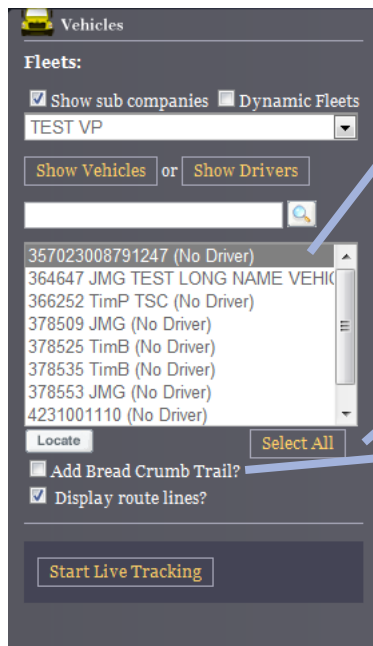 Vehicles
Fleets:
Show sub companies Dynamic Fleets
TEST VP
Show Vehicles or Show Drivers
357023008791247 (No Driver)
364647 JMG TEST LONG NAME VEHI
366252 TimP TSC (No Driver)
378509 JMG (No Driver)
378525 TimB (No Driver)
378535 TimB (No Driver)
378553 JMG (No Driver)
4231001110 (No Driver)
Locate Select All
Add Bread Crumb Trail?
Display route lines?
Start Live Tracking